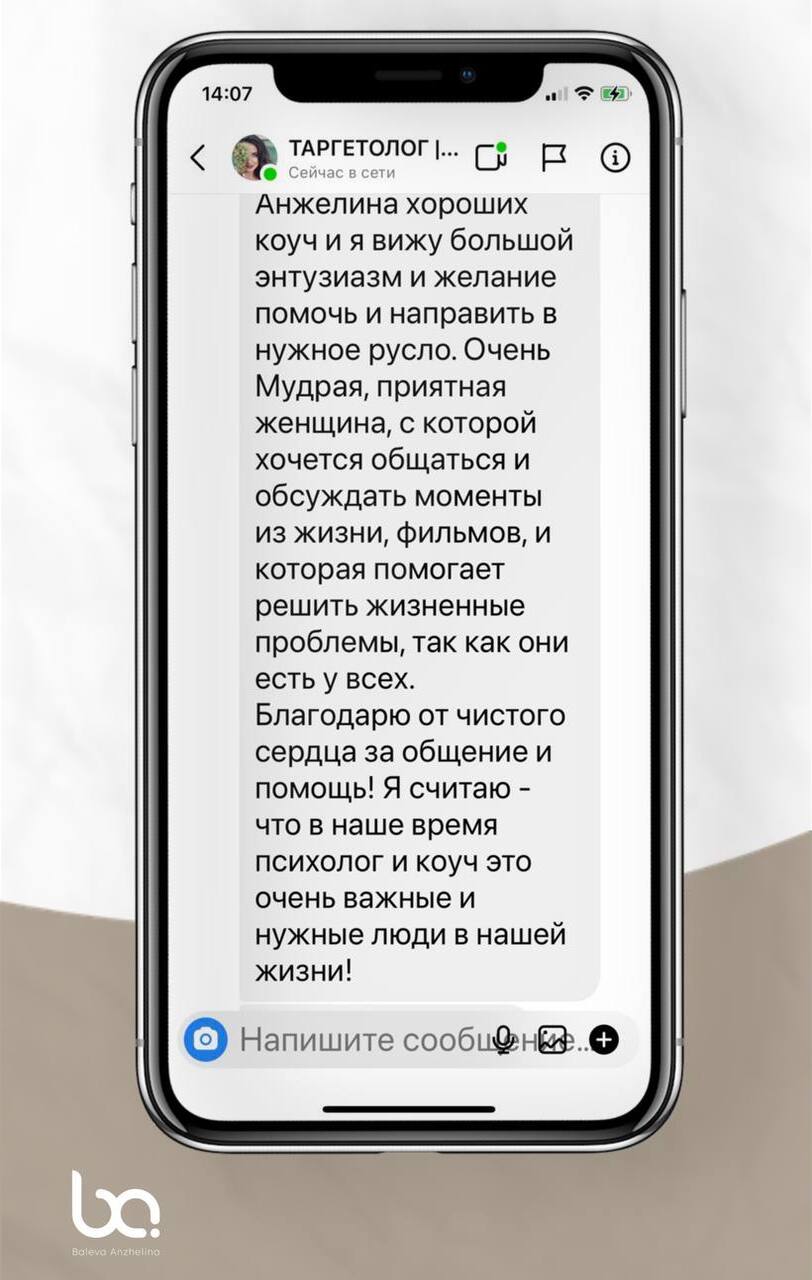 14:07
ТАРГЕТОЛОГ |...
Сейчас в сети
Анжелина хороших
коуч и я вижу большой
энтузиазм и желание
помочь и направить в
нужное русло. Очень
Мудрая, приятная
женщина, с которой
хочется общаться и
обсуждать моменты
из жизни, фильмов, и
которая помогает
решить жизненные
проблемы, так как они
есть у всех.
Благодарю от чистого
сердца за общение и
помощь! Я считаю -
что в наше время
психолог и коуч это
очень важные и
нужные люди в нашей
жизни!
Напишите сообщение...
ba
Baleva Anzhelina